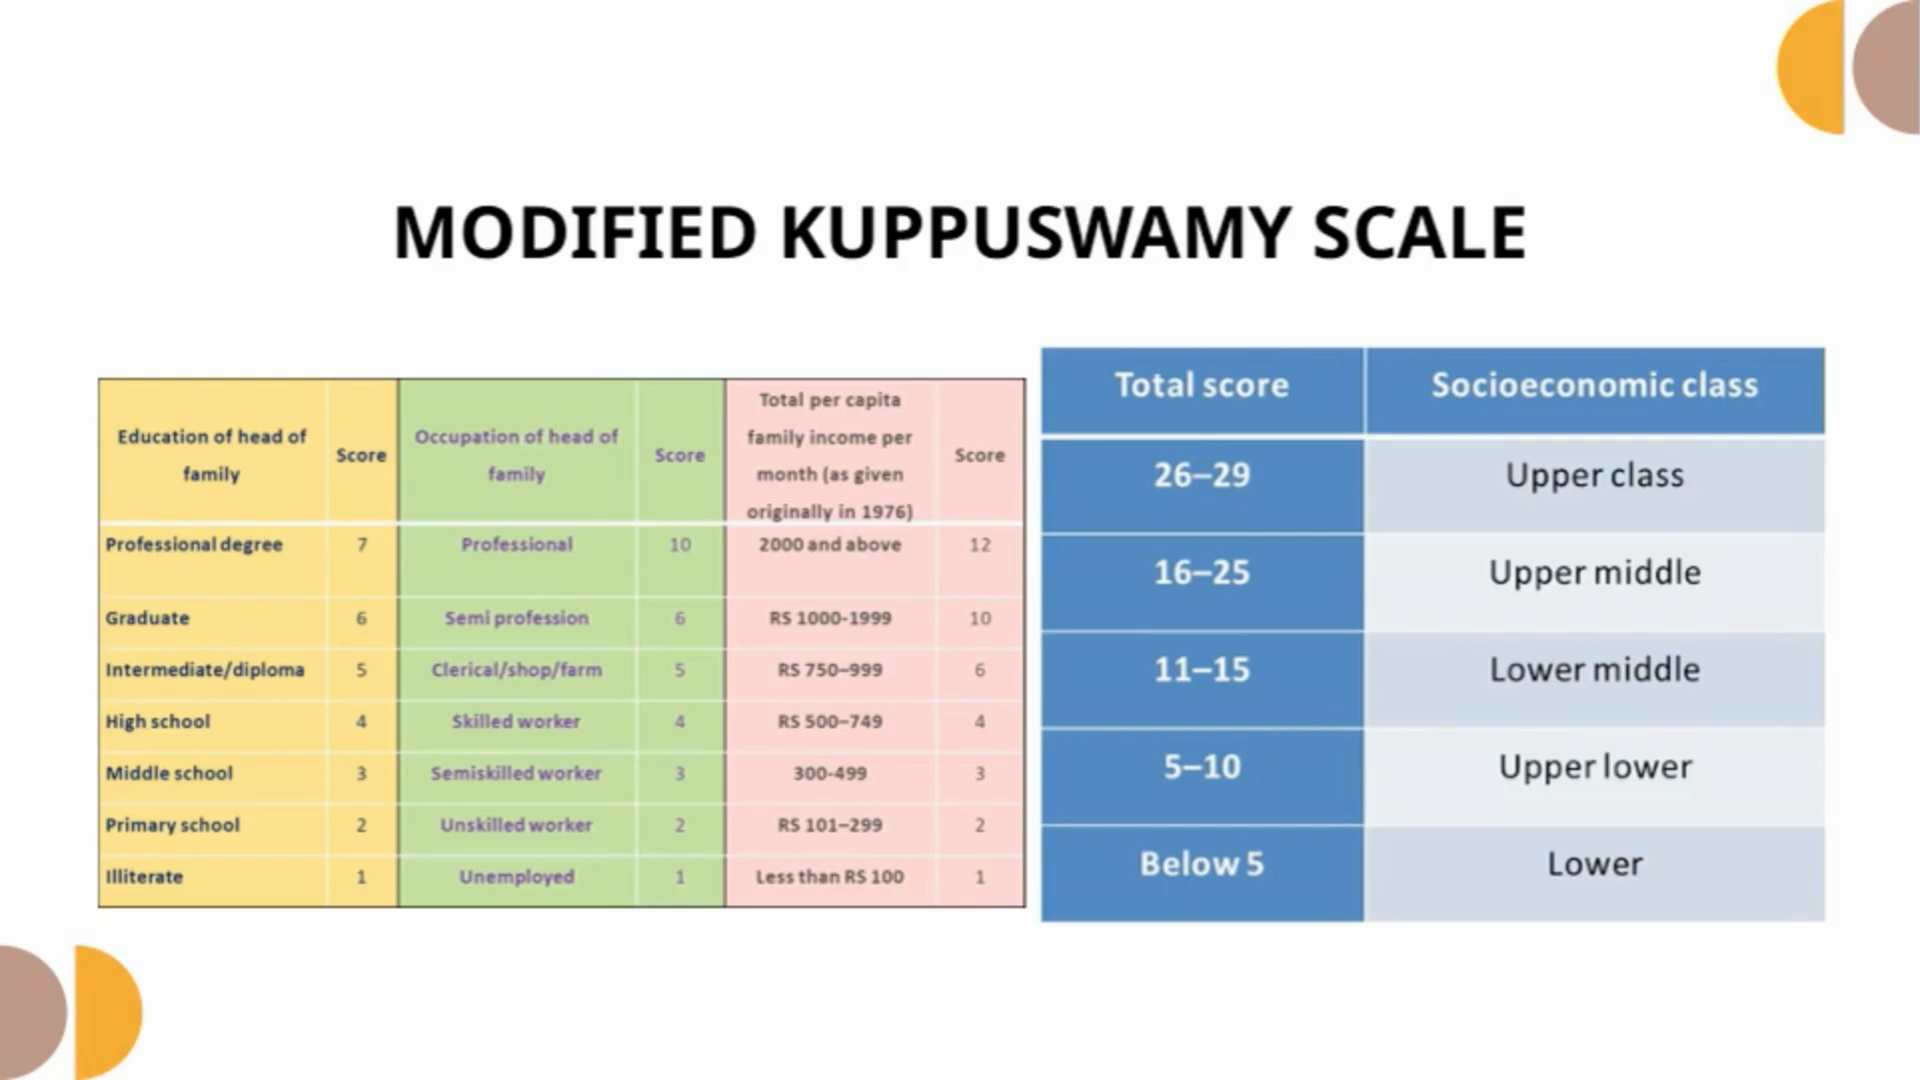 MODIFIED KUPPUSWAMY SCALE
Education of head of family Score Occupation of head of family Score Total per capita family income per month (as given originally in 1976) Score
Professional degree 7 Professional 10 2000 and above 12
Graduate 6 Semi profession 6 RS 1000-1999 10
Intermediate/diploma 5 Clerical/shop/farm 5 RS 750–999 6
High school 4 Skilled worker 4 RS 500–749 4
Middle school 3 Semiskilled worker 3 300-499 3
Primary school 2 Unskilled worker 2 RS 101–299 2
Illiterate 1 Unemployed 1 Less than RS 100 1
Total score Socioeconomic class
26–29 Upper class
16–25 Upper middle
11–15 Lower middle
5–10 Upper lower
Below 5 Lower